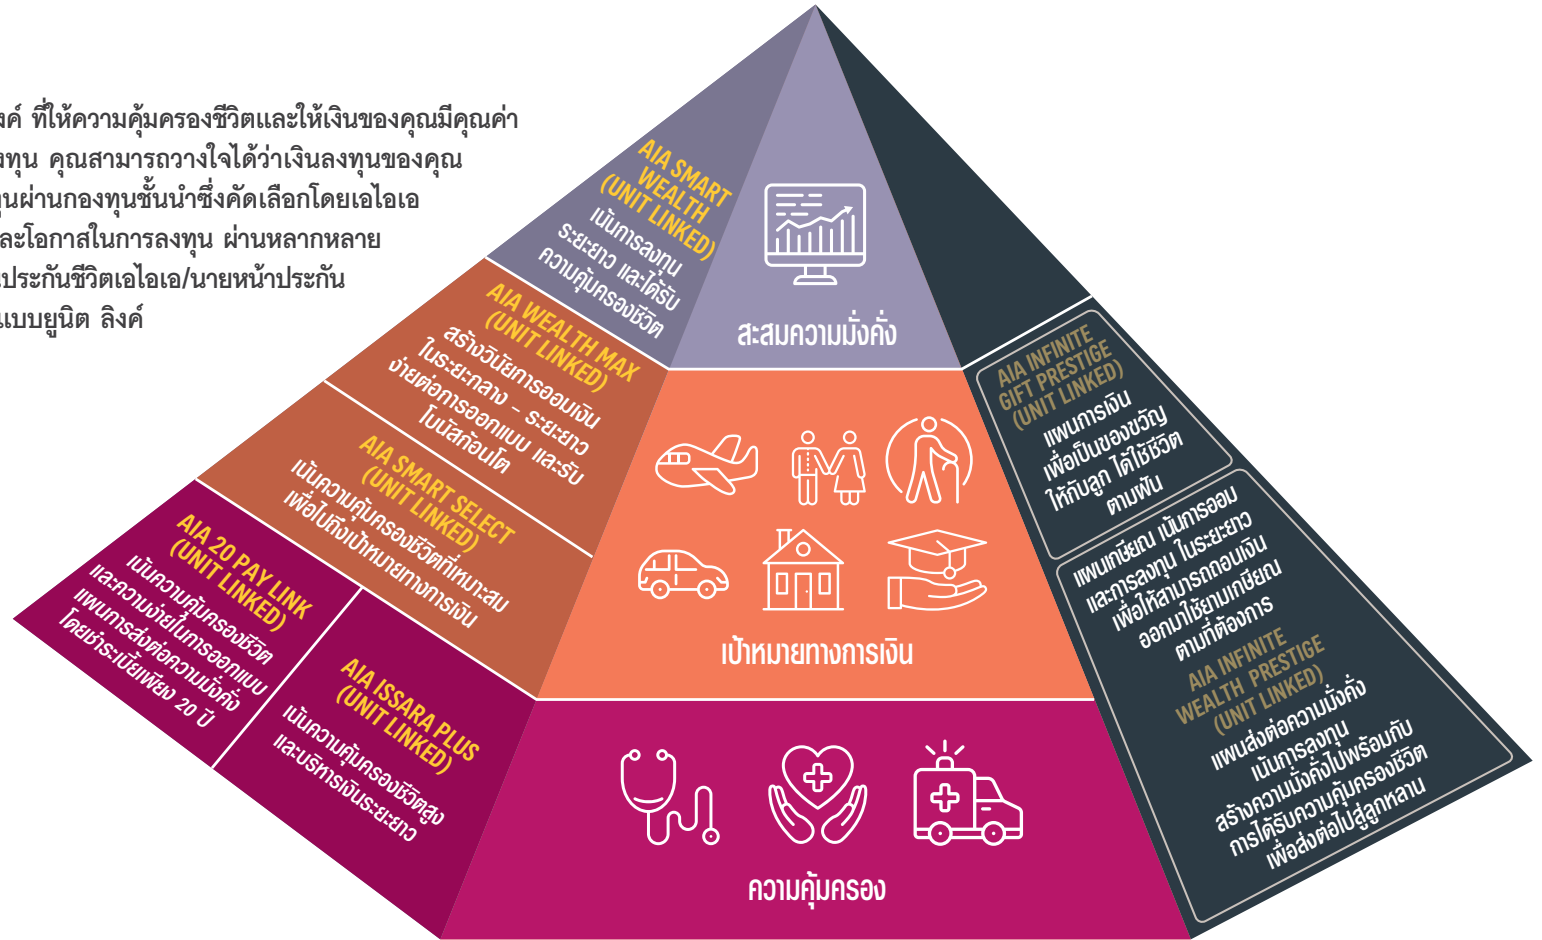 งค์ ที่ให้ความคุ้มครองชีวิตและให้เงินของคุณมีคุณค่า
งทุน คุณสามารถวางใจได้ว่าเงินลงทุนของคุณ
ทุนผ่านกองทุนชั้นนำซึ่งคัดเลือกโดยเอไอเอ
ละโอกาสในการลงทุน ผ่านหลากหลาย
นประกันชีวิตเอไอเอ/นายหน้าประกัน
แบบยูนิต ลิงค์
AIA SMART
WEALTH
(UNIT LINKED)
เน้นการลงทุน
ระยะยาว และได้รับ
ความคุ้มครองชีวิต
สะสมความมั่งคั่ง
AIA WEALTH MAX
(UNIT LINKED)
สร้างวินัยการออมเงิน
ในระยะกลาง - ระยะยาว
ง่ายต่อการออกแบบ และรับ
โบนัสก้อนโต
AIA SMART SELECT
(UNIT LINKED)
เน้นความคุ้มครองชีวิตที่เหมาะสม
เพื่อไปถึงเป้าหมายทางการเงิน
เป้าหมายทางการเงิน
AIA 20 PAY LINK
(UNIT LINKED)
เน้นความคุ้มครองชีวิต
และความง่ายในการออกแบบ
แผนการส่งต่อความมั่งคั่ง
โดยชำระเบี้ยเพียง 20 ปี
AIA ISSARA PLUS
(UNIT LINKED)
เน้นความคุ้มครองชีวิตสูง
และบริหารเงินระยะยาว
ความคุ้มครอง
AIA INFINITE
GIFT PRESTIGE
(UNIT LINKED)
แผนการเงิน
เพื่อเป็นของขวัญ
ให้กับลูก ได้ใช้ชีวิต
ตามฝัน
แผนเกษียณ เน้นการออม
และการลงทุน ในระยะยาว
เพื่อให้สามารถถอนเงิน
ออกมาใช้ยามเกษียณ
ตามที่ต้องการ
AIA INFINITE
WEALTH PRESTIGE
(UNIT LINKED)
แผนส่งต่อความมั่งคั่ง
เน้นการลงทุน
สร้างความมั่งคั่งไปพร้อมกับ
การได้รับความคุ้มครองชีวิต
เพื่อส่งต่อไปสู่ลูกหลาน